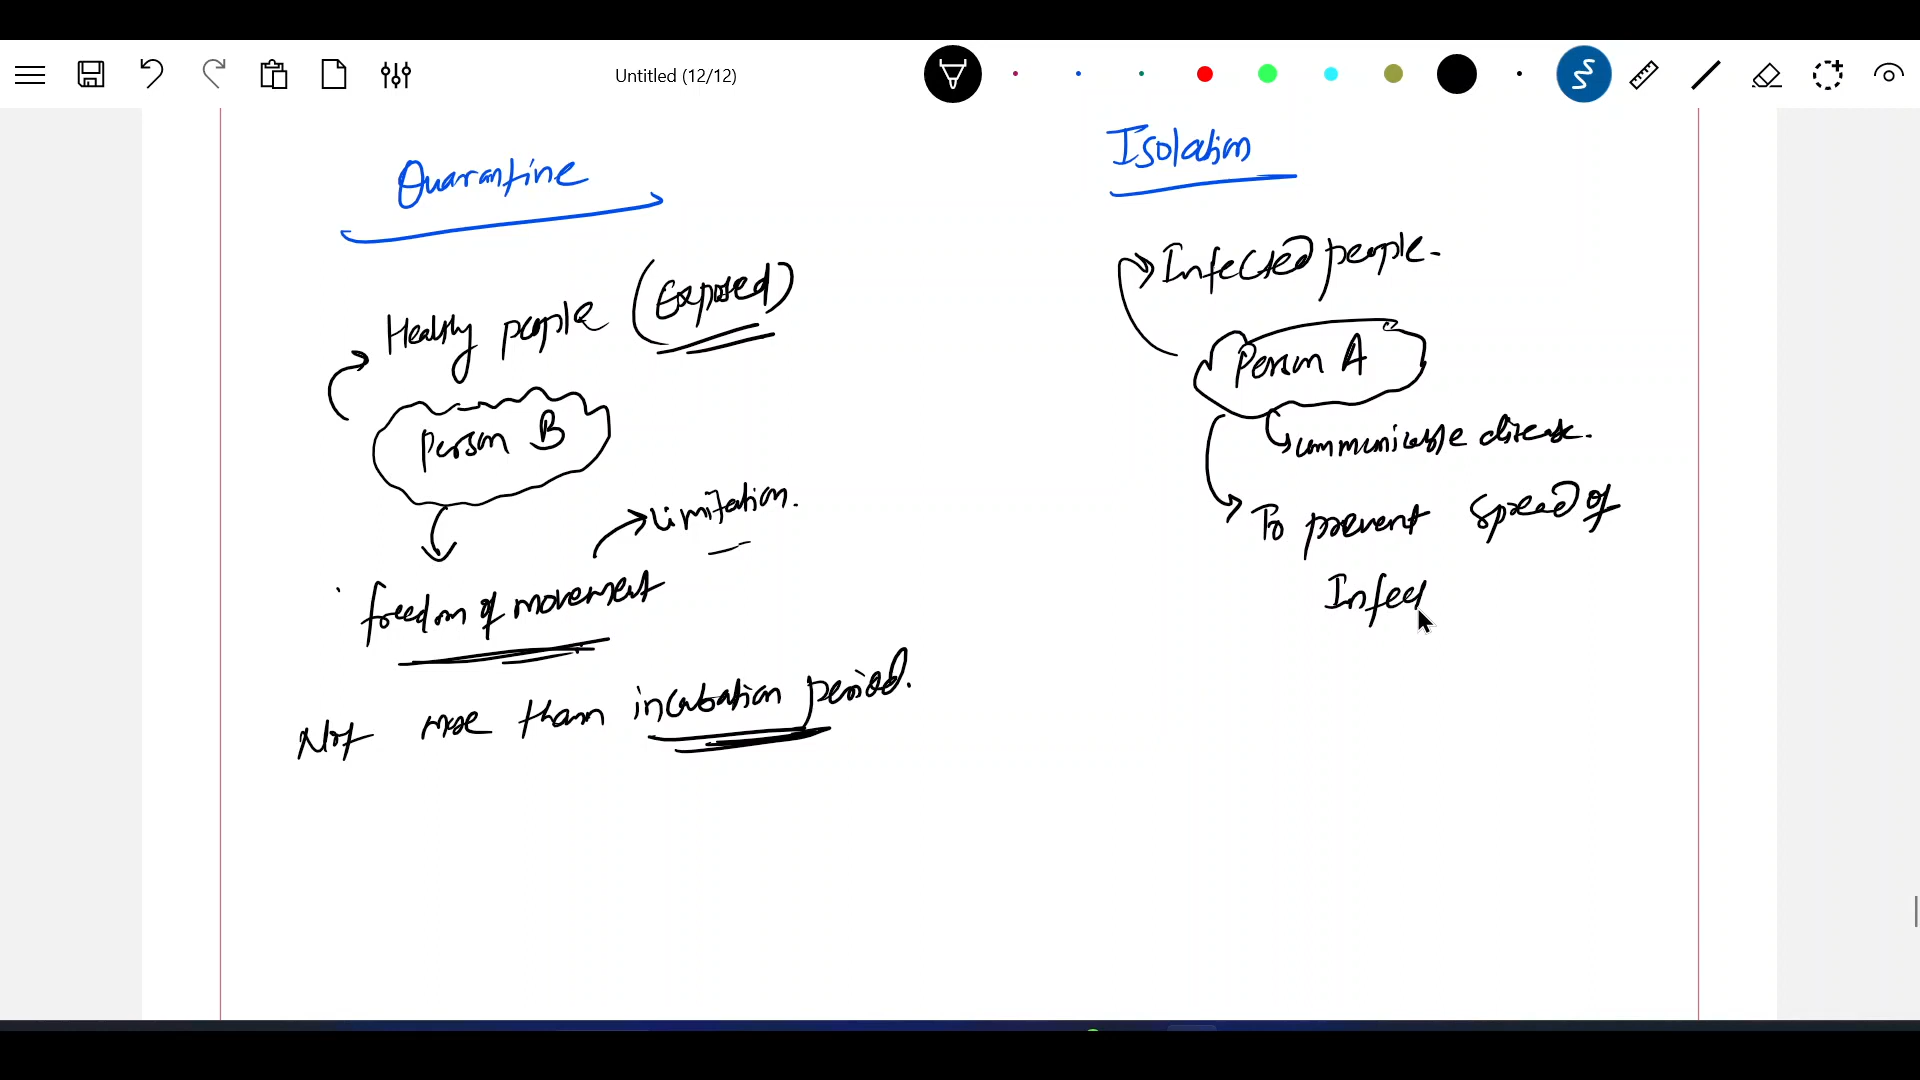 Untitled (12/12)
Quarantine
Healthy people (Exposed)
Person B
Limitation.
freedom of movement
Not more than incubation period.
Isolation
Infected people.
Person A
communicable disease.
To prevent spread of
Infec